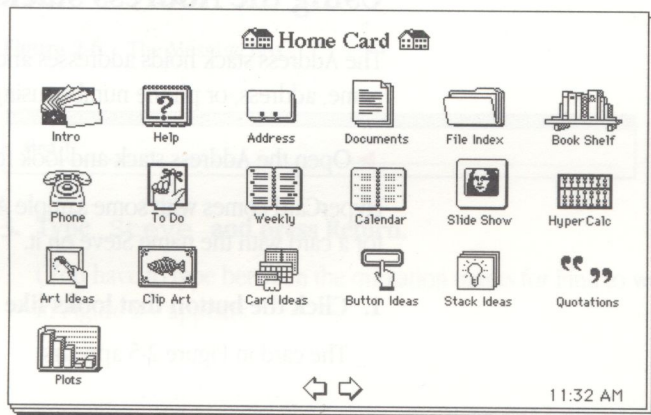 Home Card
Intro Help Address Documents File Index Book Shelf
Phone To Do Weekly Calendar Slide Show HyperCalc
Art Ideas Clip Art Card Ideas Button Ideas Stack Ideas Quotations
Plots
11:32 AM